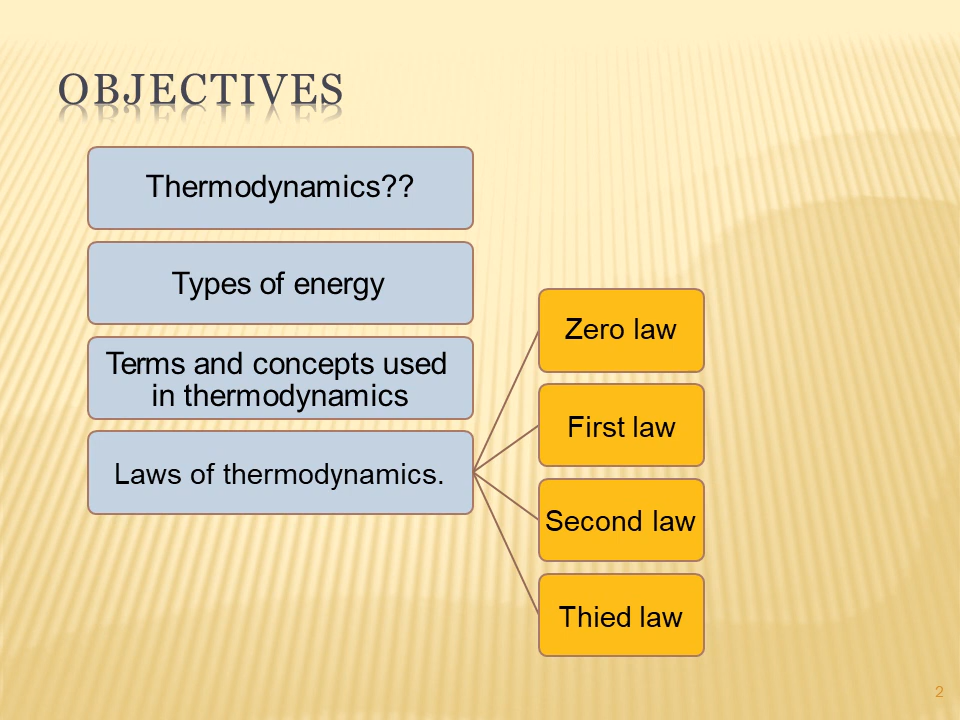 OBJECTIVES
Thermodynamics??
Types of energy
Terms and concepts used
in thermodynamics
Laws of thermodynamics.
Zero law
First law
Second law
Thied law
2